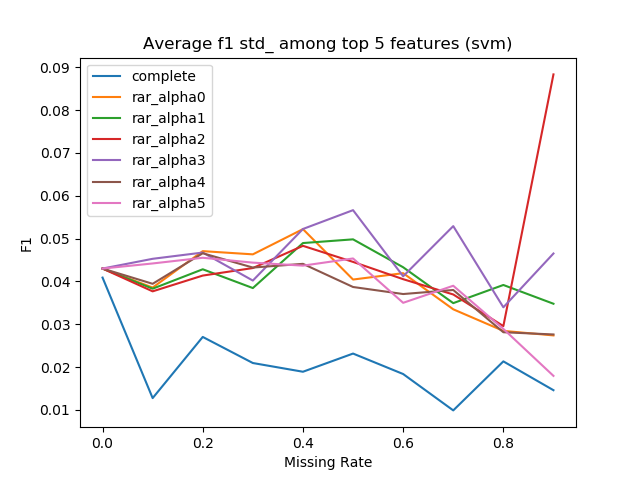 Average f1 std_ among top 5 features (svm)
complete
rar_alpha0
rar_alpha1
rar_alpha2
rar_alpha3
rar_alpha4
rar_alpha5
0.09
0.08
0.07
0.06
0.05
0.04
0.03
0.02
0.01
F1
0.0 0.2 0.4 0.6 0.8
Missing Rate